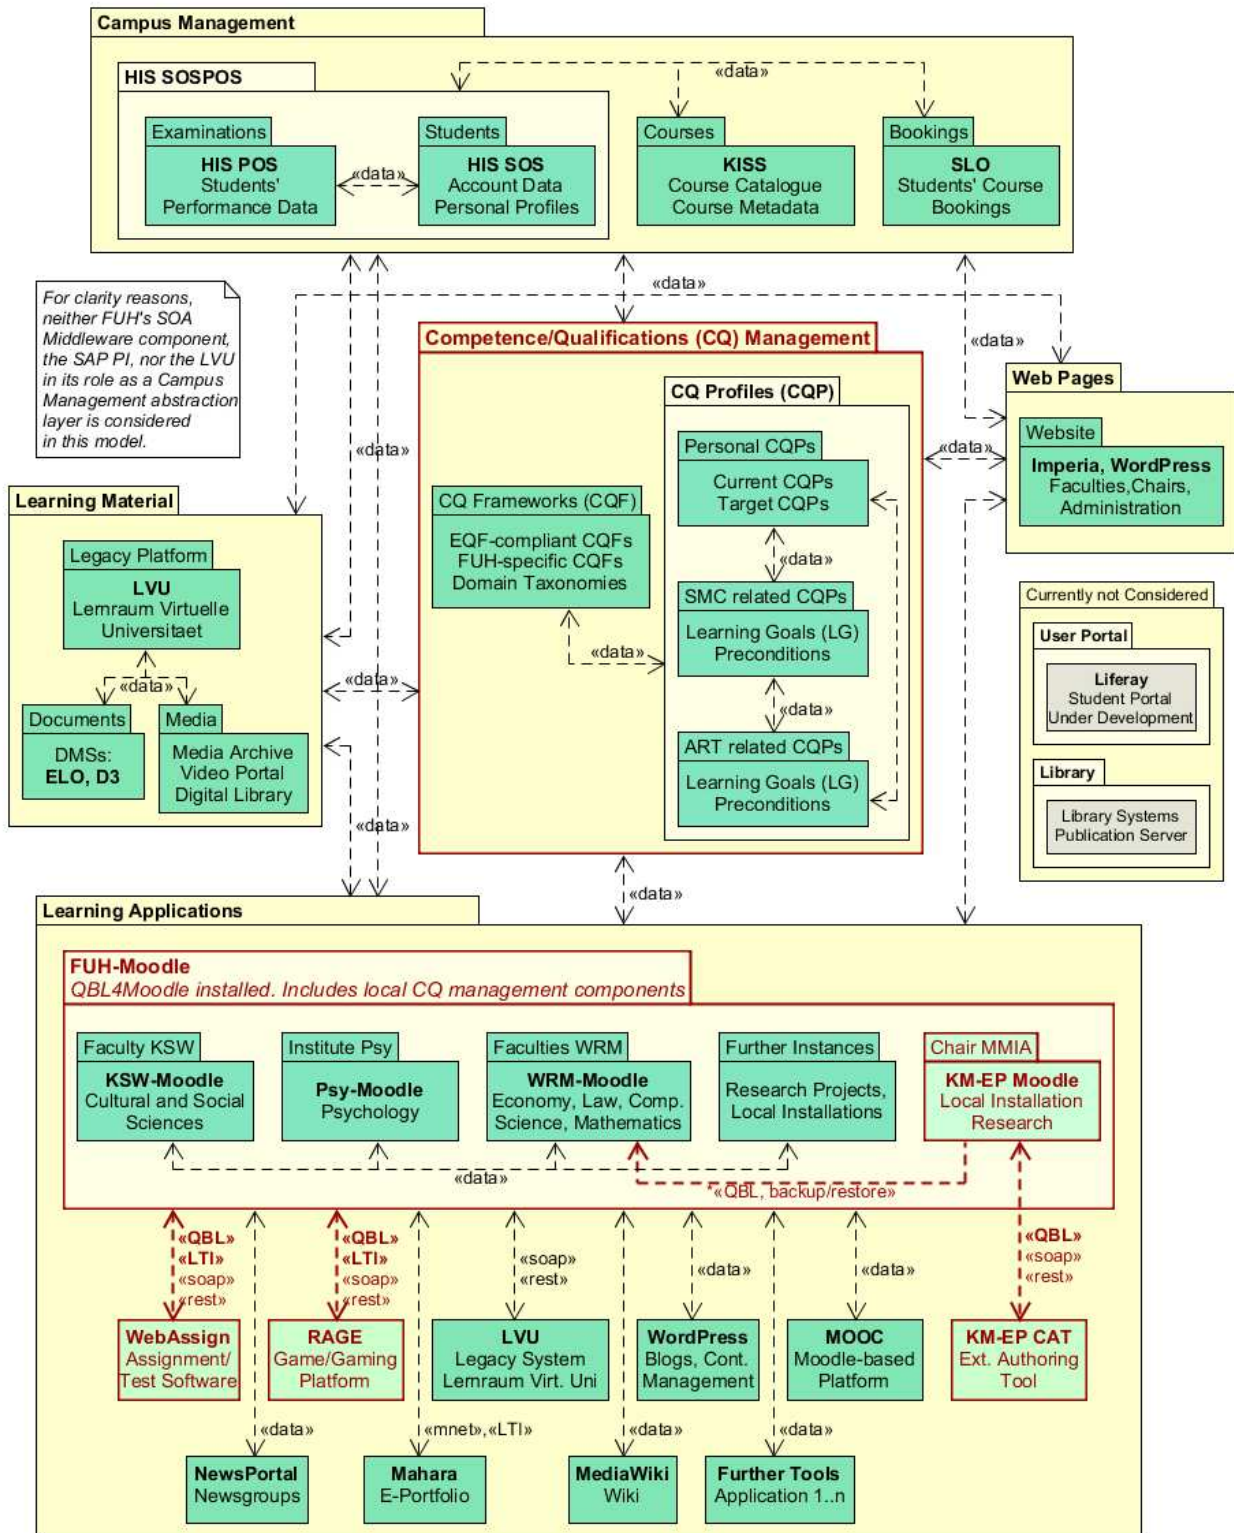 Campus Management
HIS SOSPOS
«data»
Examinations
HIS POS
Students'
Performance Data
«data»
Students
HIS SOS
Account Data
Personal Profiles
Courses
KISS
Course Catalogue
Course Metadata
Bookings
SLO
Students' Course
Bookings
For clarity reasons,
neither FUH's SOA
Middleware component,
the SAP PI, nor the LVU
in its role as a Campus
Management abstraction
layer is considered
in this model.
«data»
«data»
«data»
«data»
Competence/Qualifications (CQ) Management
CQ Profiles (CQP)
Personal CQPs
Current CQPs
Target CQPs
«data»
CQ Frameworks (CQF)
EQF-compliant CQFs
FUH-specific CQFs
Domain Taxonomies
«data»
SMC related CQPs
Learning Goals (LG)
Preconditions
«data»
ART related CQPs
Learning Goals (LG)
Preconditions
Web Pages
Website
Imperia, WordPress
Faculties,Chairs,
Administration
«data»
Learning Material
Legacy Platform
LVU
Lernraum Virtuelle
Universitaet
«data»
Documents
DMSs:
ELO, D3
Media
Media Archive
Video Portal
Digital Library
«data»
«data»
Currently not Considered
User Portal
Liferay
Student Portal
Under Development
Library
Library Systems
Publication Server
«data»
Learning Applications
FUH-Moodle
QBL4Moodle installed. Includes local CQ management components
Faculty KSW
KSW-Moodle
Cultural and Social
Sciences
Institute Psy
Psy-Moodle
Psychology
Faculties WRM
WRM-Moodle
Economy, Law, Comp.
Science, Mathematics
Further Instances
Research Projects,
Local Installations
Chair MMIA
KM-EP Moodle
Local Installation
Research
«data»
*«QBL, backup/restore»
«QBL»
«LTI»
«soap»
«rest»
«QBL»
«LTI»
«soap»
«rest»
«soap»
«rest»
«data»
«data»
«QBL»
«soap»
«rest»
WebAssign
Assignment/
Test Software
RAGE
Game/Gaming
Platform
LVU
Legacy System
Lernraum Virt. Uni
WordPress
Blogs, Cont.
Management
MOOC
Moodle-based
Platform
KM-EP CAT
Ext. Authoring
Tool
«data»
«mnet»,«LTI»
«data»
«data»
NewsPortal
Newsgroups
Mahara
E-Portfolio
MediaWiki
Wiki
Further Tools
Application 1..n